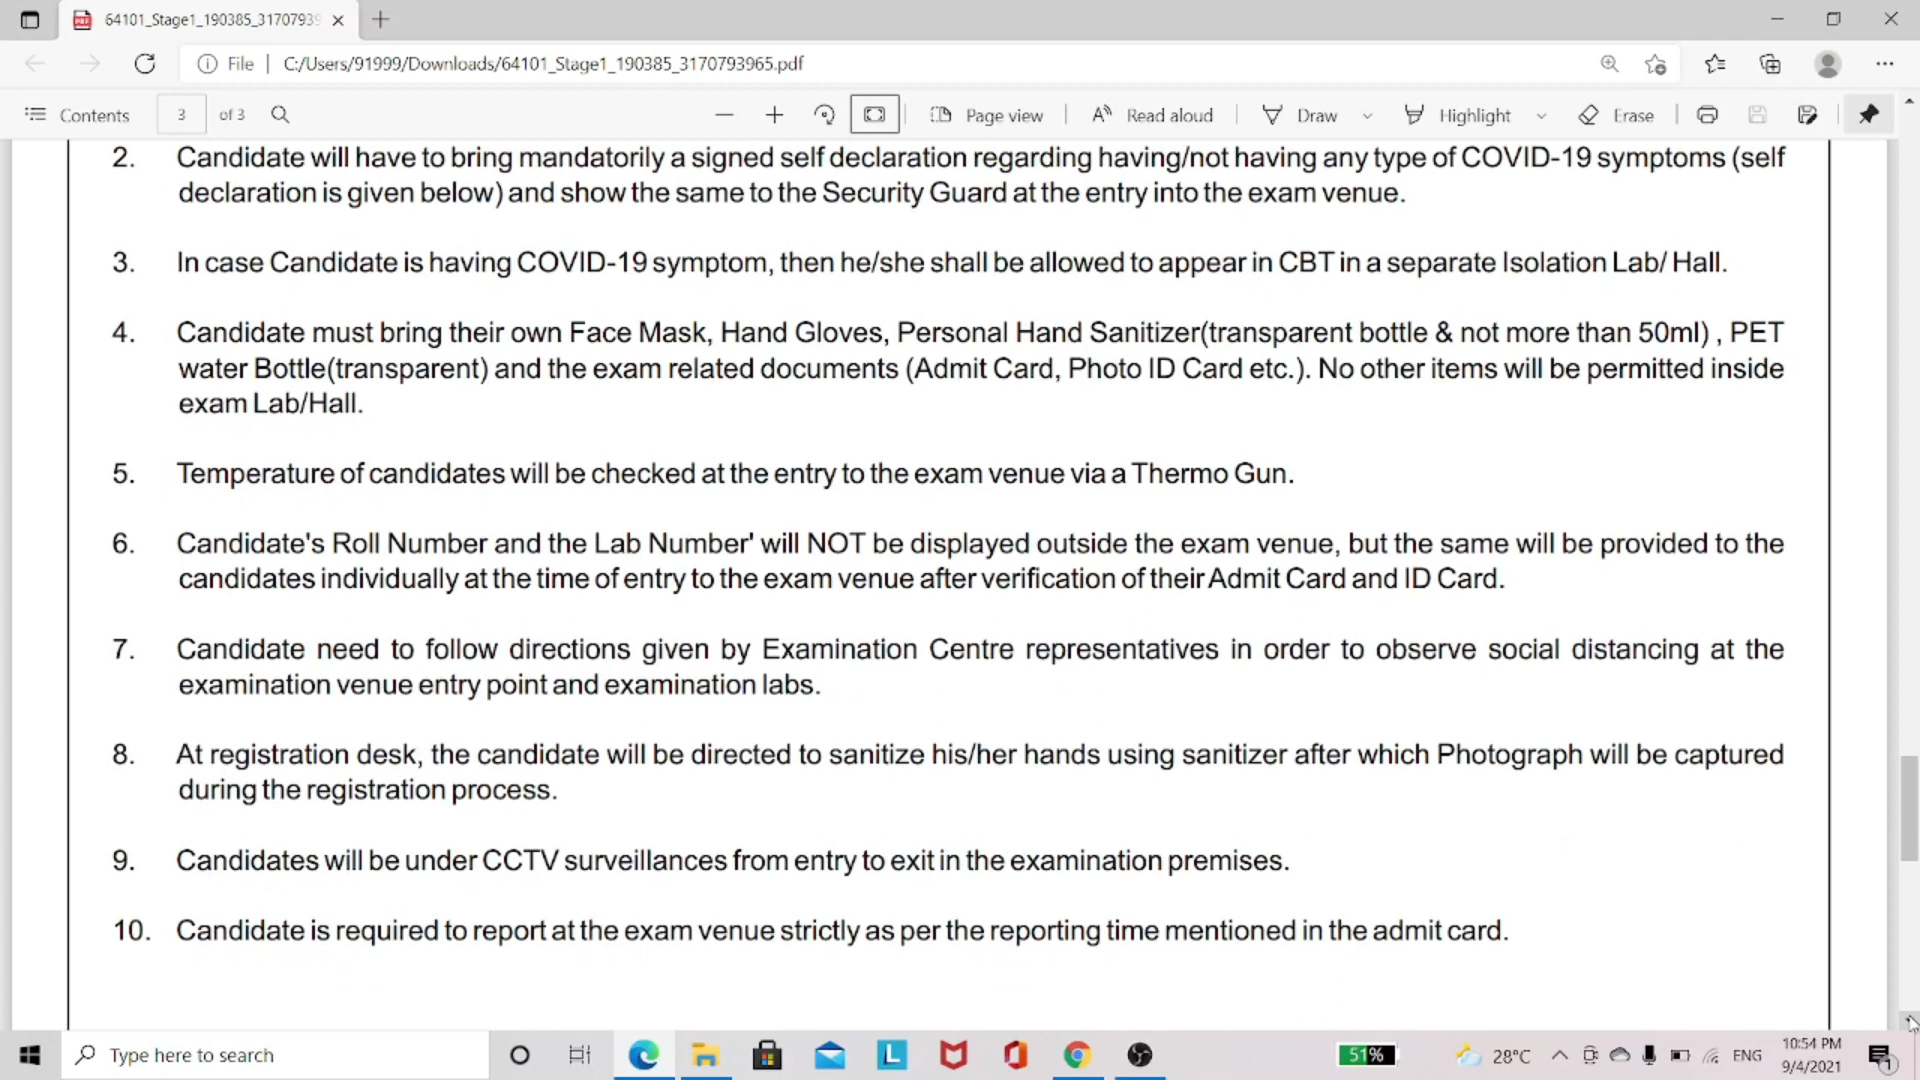 64101_Stage1_190385_31707939
File
C:/Users/91999/Downloads/64101_Stage1_190385_3170793965.pdf
Contents
3
of 3
Page view
Read aloud
Draw
Highlight
Erase
2. Candidate will have to bring mandatorily a signed self declaration regarding having/not having any type of COVID-19 symptoms (self
declaration is given below) and show the same to the Security Guard at the entry into the exam venue.
3. In case Candidate is having COVID-19 symptom, then he/she shall be allowed to appear in CBT in a separate Isolation Lab/ Hall.
4. Candidate must bring their own Face Mask, Hand Gloves, Personal Hand Sanitizer(transparent bottle & not more than 50ml) , PET
water Bottle(transparent) and the exam related documents (Admit Card, Photo ID Card etc.). No other items will be permitted inside
exam Lab/Hall.
5. Temperature of candidates will be checked at the entry to the exam venue via a Thermo Gun.
6. Candidate's Roll Number and the Lab Number' will NOT be displayed outside the exam venue, but the same will be provided to the
candidates individually at the time of entry to the exam venue after verification of their Admit Card and ID Card.
7. Candidate need to follow directions given by Examination Centre representatives in order to observe social distancing at the
examination venue entry point and examination labs.
8. At registration desk, the candidate will be directed to sanitize his/her hands using sanitizer after which Photograph will be captured
during the registration process.
9. Candidates will be under CCTV surveillances from entry to exit in the examination premises.
10. Candidate is required to report at the exam venue strictly as per the reporting time mentioned in the admit card.
Type here to search
L
51%
28°C
ENG
10:54 PM
9/4/2021
1